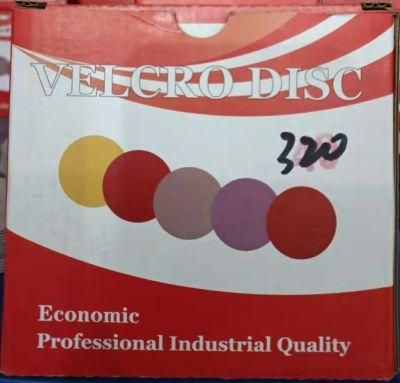 VELCRO DISC
320
Economic
Professional Industrial Quality